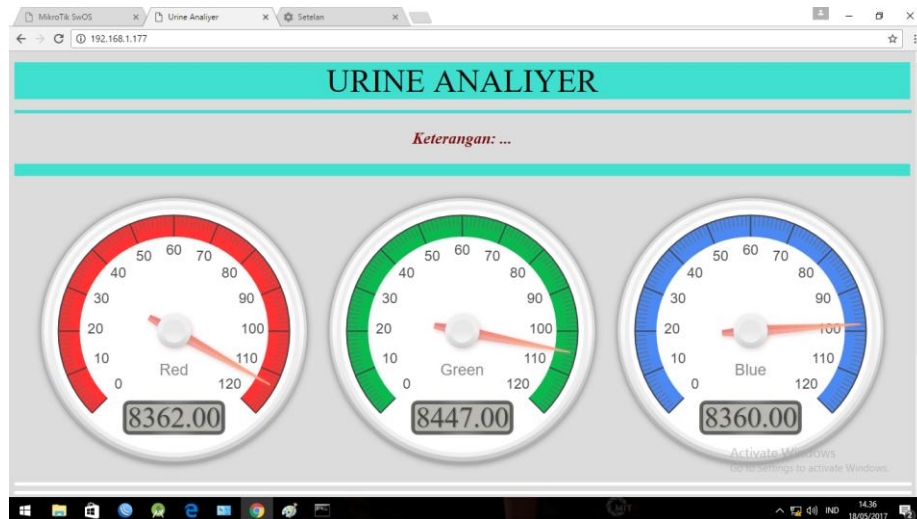 MikroTik SwOS
Urine Analiyer
Setelan
192.168.1.177
URINE ANALIYER
Keterangan: ...
0 10 20 30 40 50 60 70 80 90 100 110 120
Red
8362.00
0 10 20 30 40 50 60 70 80 90 100 110 120
Green
8447.00
0 10 20 30 40 50 60 70 80 90 100 110 120
Blue
8360.00
Activate Windows
Go to Settings to activate Windows.
IND
14.36
18/05/2017